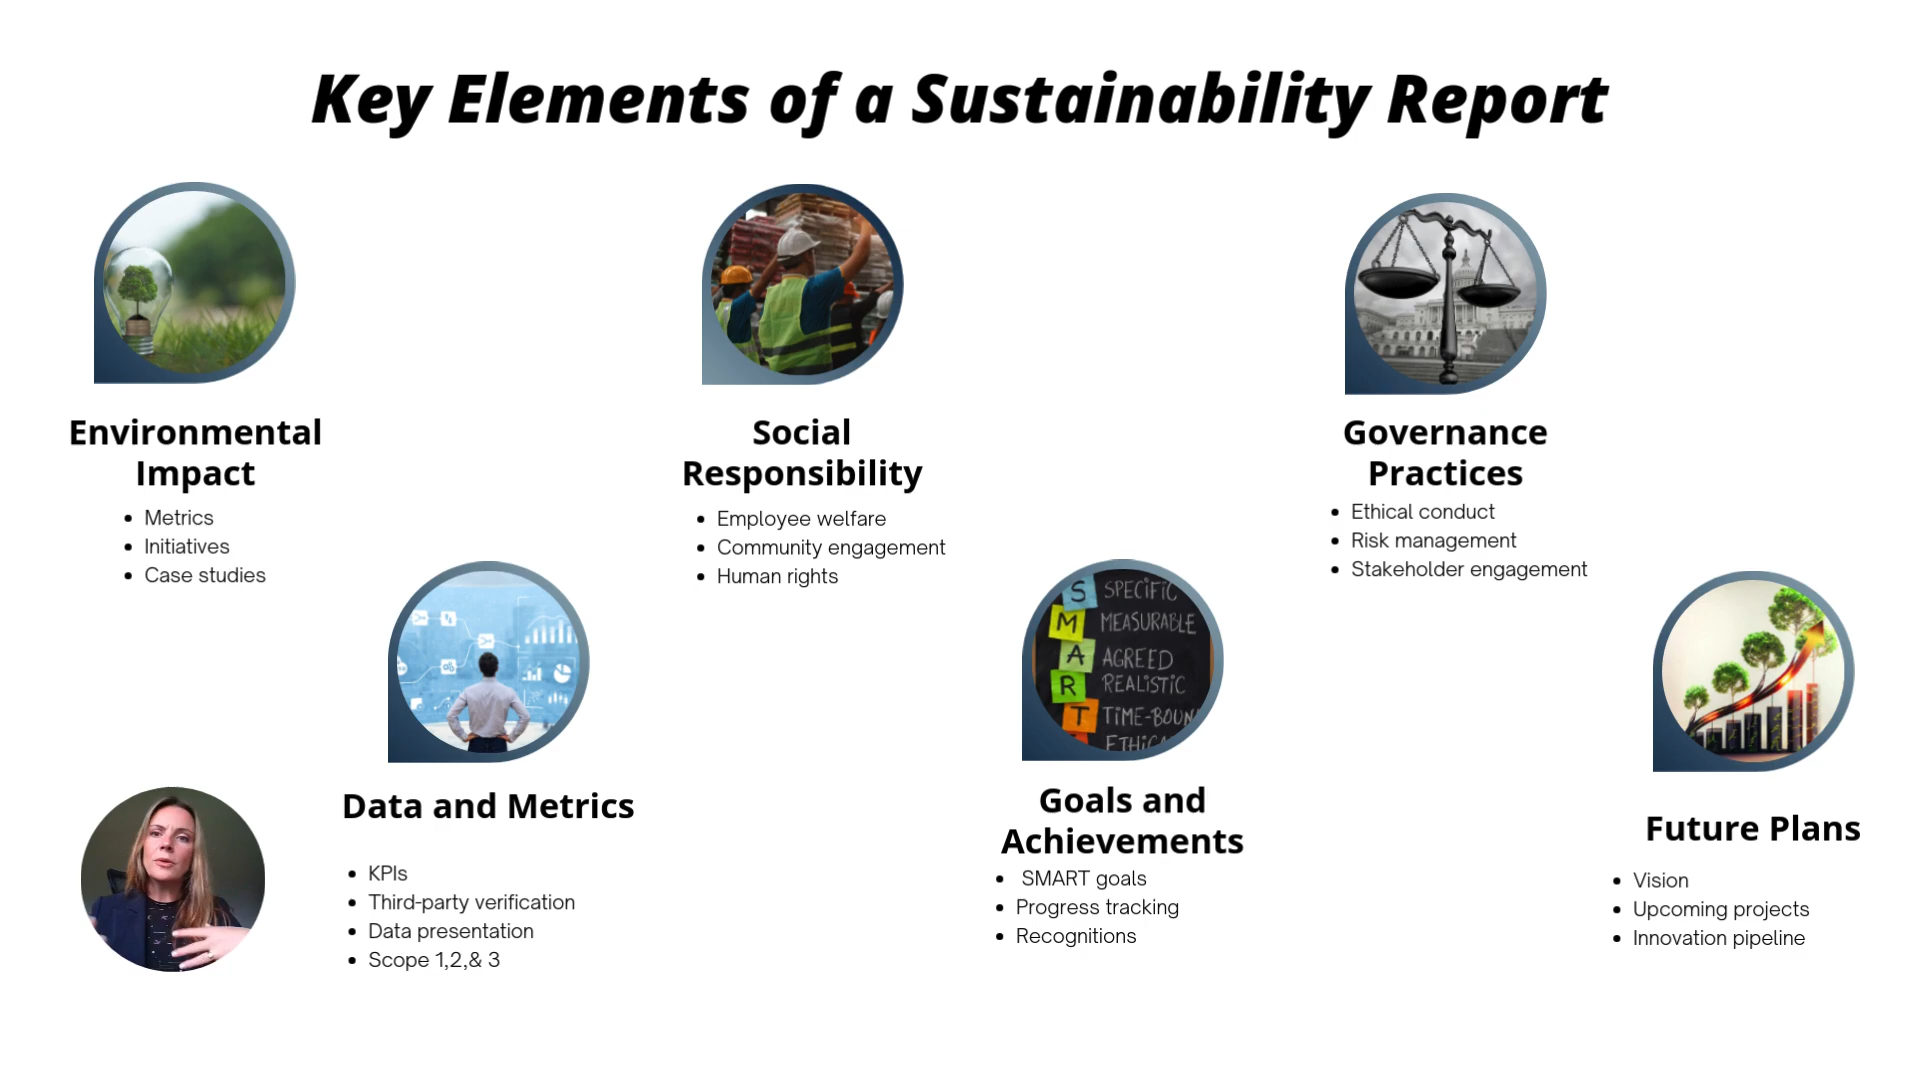 Key Elements of a Sustainability Report
Environmental
Impact
• Metrics
• Initiatives
• Case studies
Social
Responsibility
• Employee welfare
• Community engagement
• Human rights
Governance
Practices
• Ethical conduct
• Risk management
• Stakeholder engagement
Data and Metrics
• KPIs
• Third-party verification
• Data presentation
• Scope 1,2,& 3
S SPECIFIC
M MEASURABLE
A AGREED
R REALISTIC
T TIME-BOUN
ETHICA
Goals and
Achievements
• SMART goals
• Progress tracking
• Recognitions
Future Plans
• Vision
• Upcoming projects
• Innovation pipeline